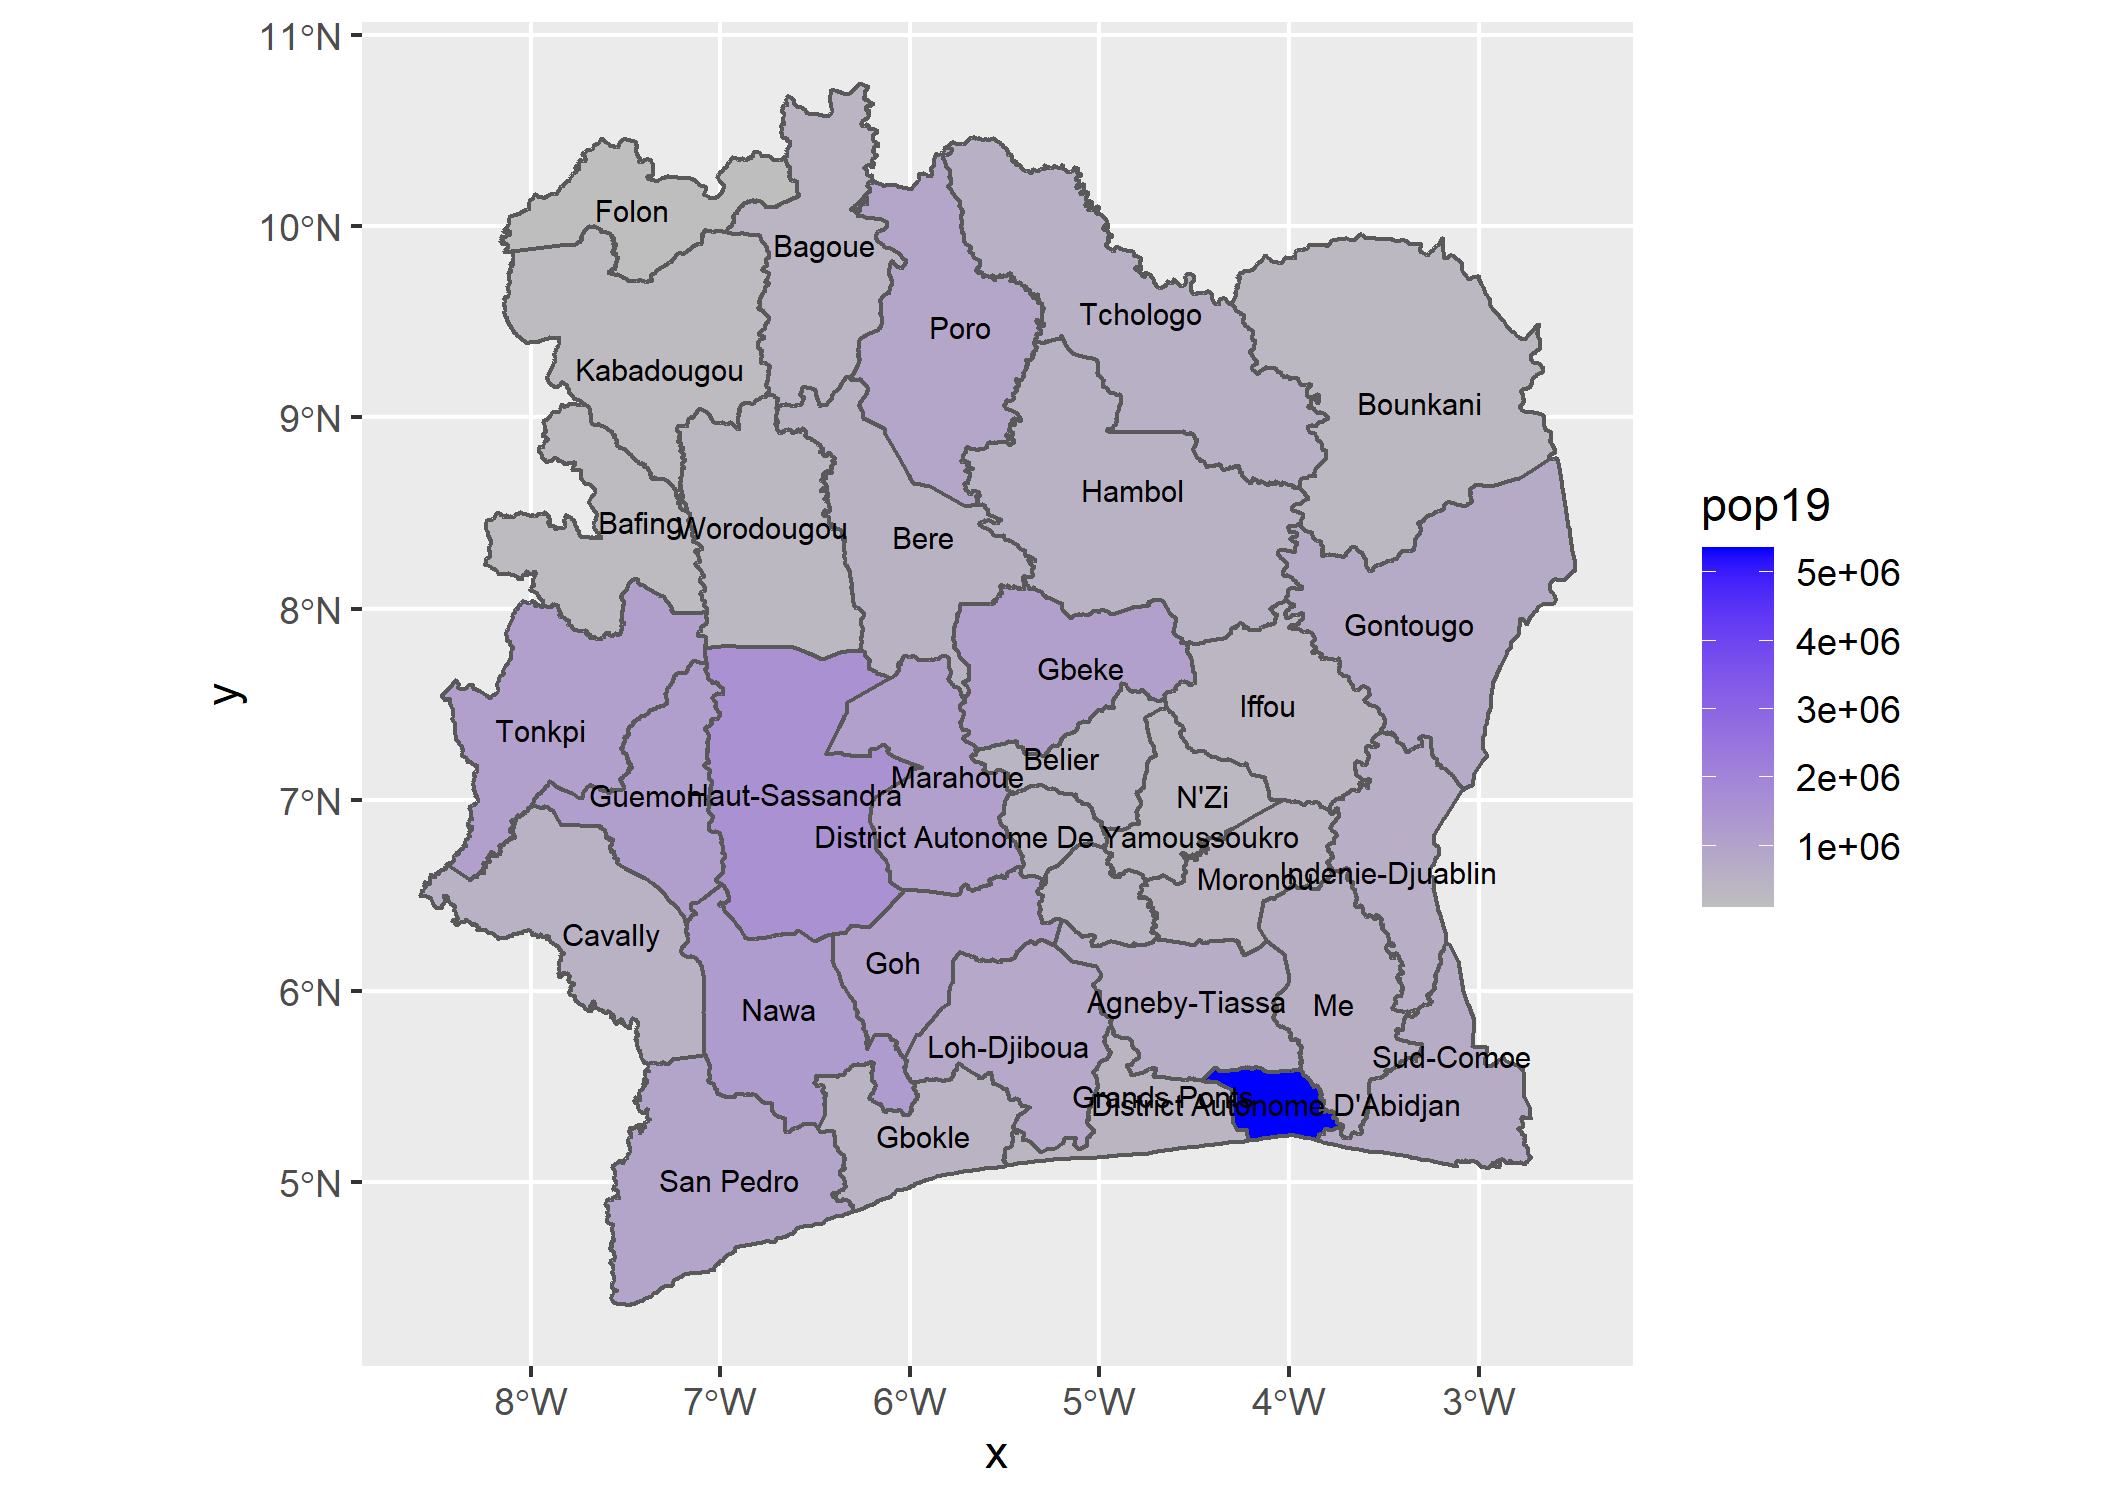 11°N
10°N
9°N
8°N
7°N
6°N
5°N
y
Folon
Bagoue
Tchologo
Poro
Kabadougou
Bounkani
Hambol
Bafing
Worodougou
Bere
Gontougo
Gbeke
Iffou
Tonkpi
Belier
Marahoue
Guemon
Haut-Sassandra
N'Zi
District Autonome De Yamoussoukro
Moronou
Indenie-Djuablin
Cavally
Goh
Agneby-Tiassa
Me
Nawa
Loh-Djiboua
Sud-Comoe
Grands Ponts
District Autonome D'Abidjan
Gbokle
San Pedro
8°W
7°W
6°W
5°W
4°W
3°W
x
pop19
5e+06
4e+06
3e+06
2e+06
1e+06